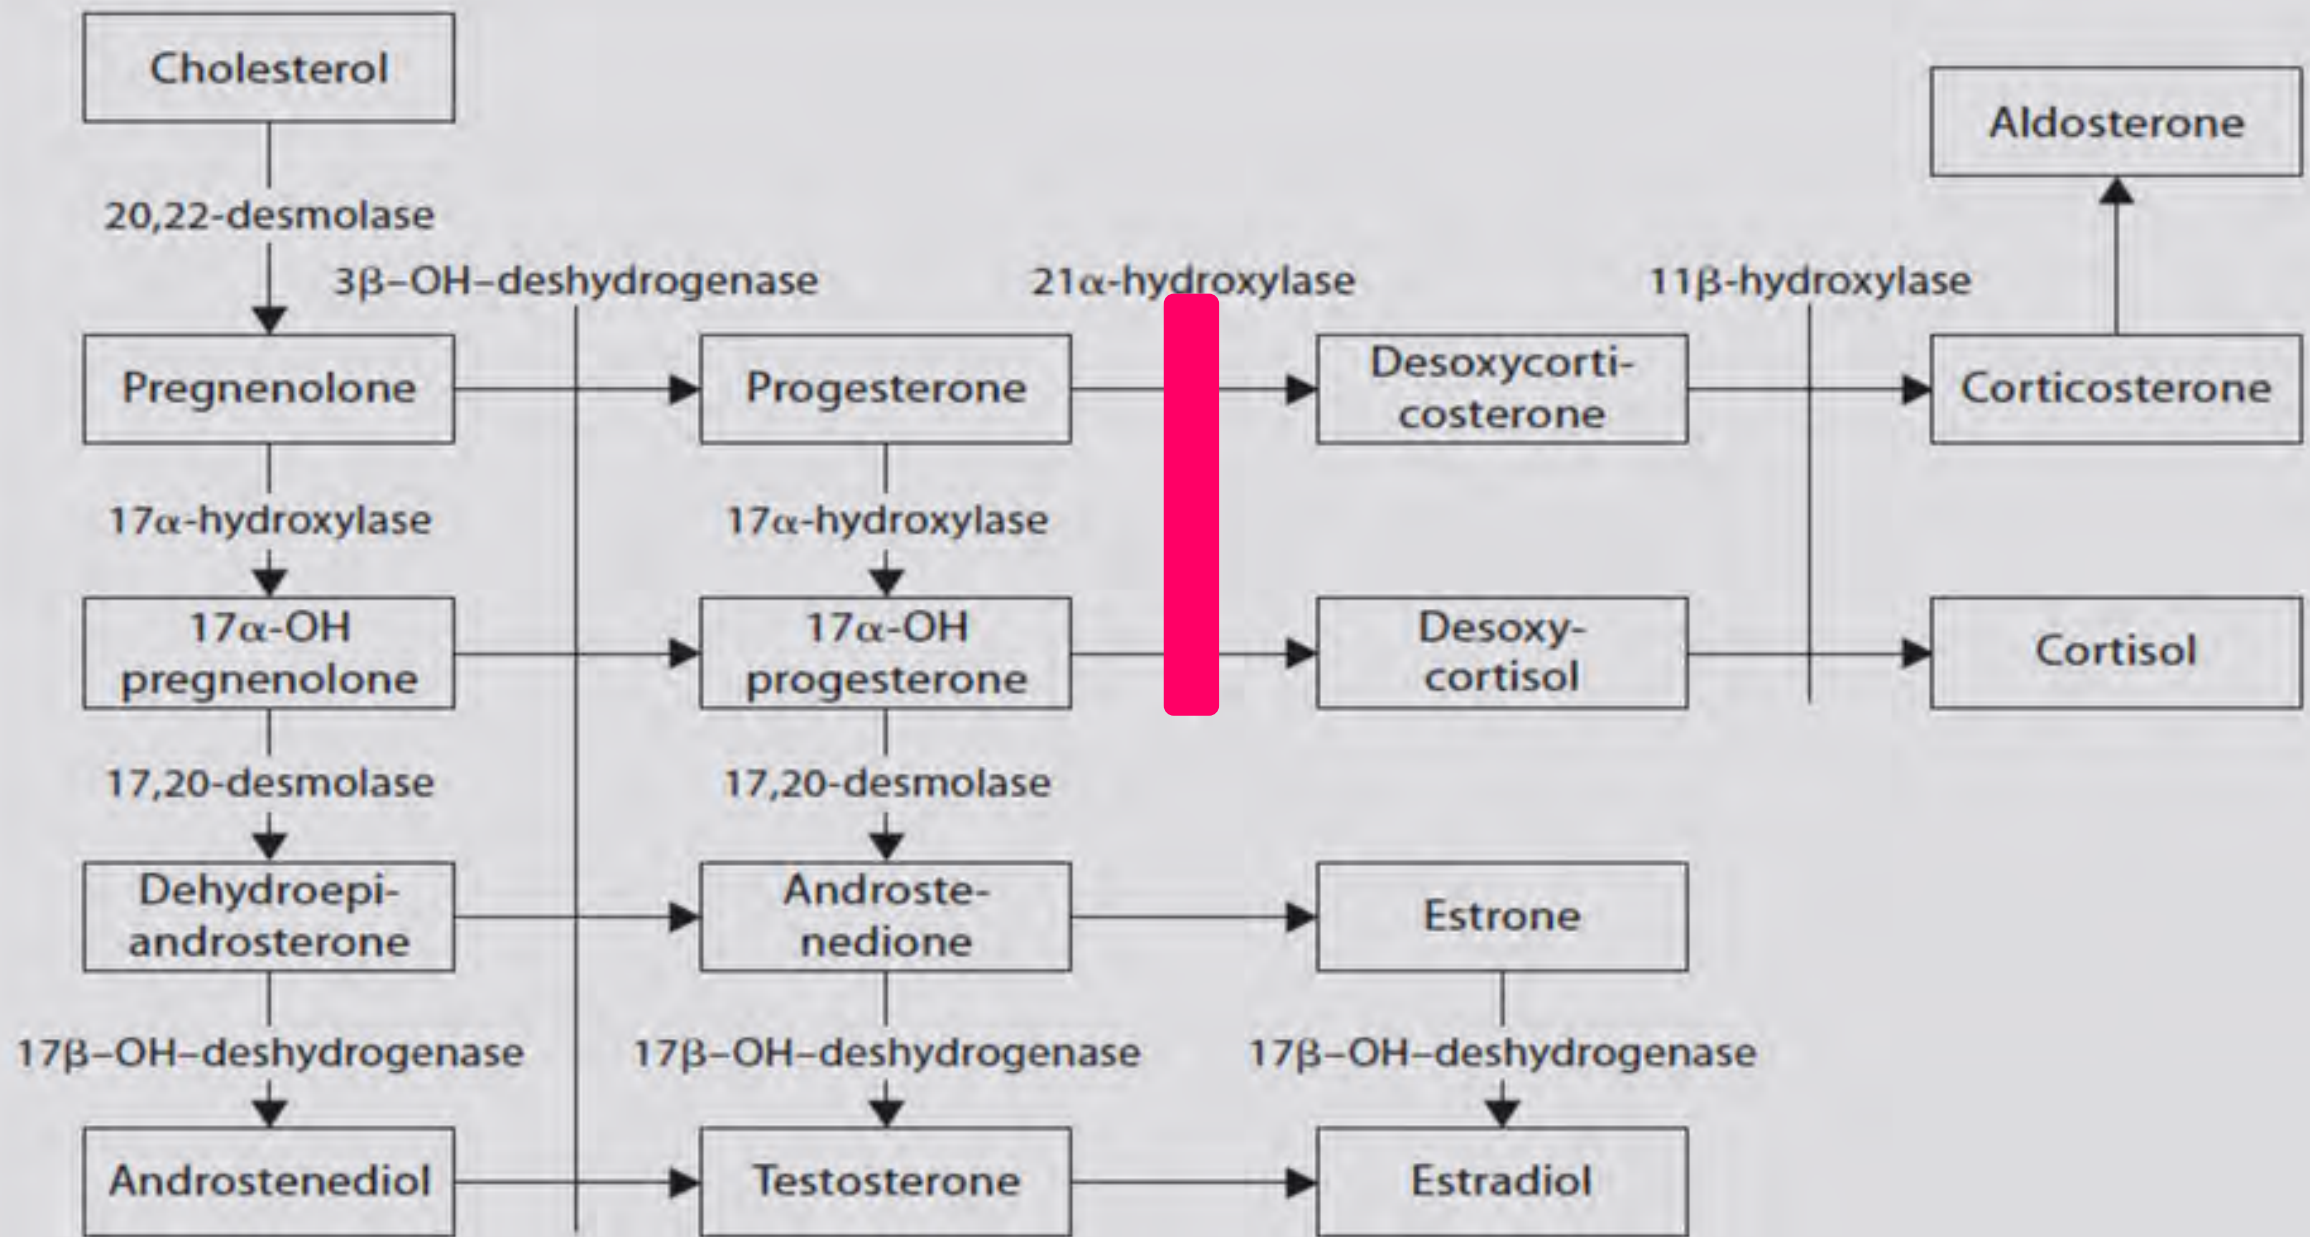 Cholesterol
Aldosterone
20,22-desmolase
3β–OH–deshydrogenase
21α-hydroxylase
11β-hydroxylase
Pregnenolone
Progesterone
Desoxycorti-
costerone
Corticosterone
17α-hydroxylase
17α-hydroxylase
17α-OH
pregnenolone
17α-OH
progesterone
Desoxy-
cortisol
Cortisol
17,20-desmolase
17,20-desmolase
Dehydroepi-
androsterone
Androste-
nedione
Estrone
17β–OH–deshydrogenase
17β–OH–deshydrogenase
17β–OH–deshydrogenase
Androstenediol
Testosterone
Estradiol